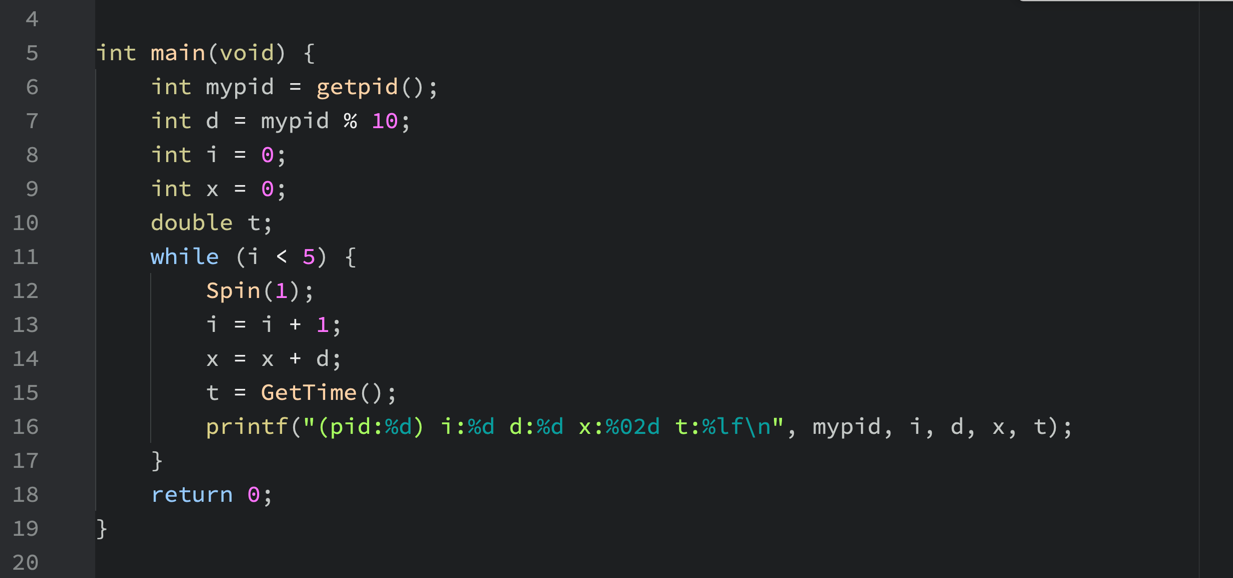 4
5 int main(void) {
6     int mypid = getpid();
7     int d = mypid % 10;
8     int i = 0;
9     int x = 0;
10     double t;
11     while (i < 5) {
12         Spin(1);
13         i = i + 1;
14         x = x + d;
15         t = GetTime();
16         printf("(pid:%d) i:%d d:%d x:%02d t:%lf\n", mypid, i, d, x, t);
17     }
18     return 0;
19 }
20